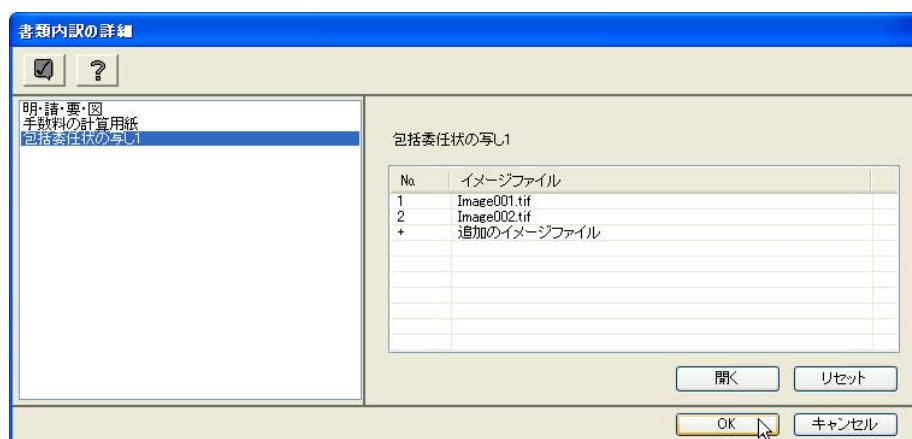 書類内訳の詳細
明・請・要・図
手数料の計算用紙
包括委任状の写し1
包括委任状の写し1
No. イメージファイル
1 Image001.tif
2 Image002.tif
+ 追加のイメージファイル
開く リセット
OK キャンセル